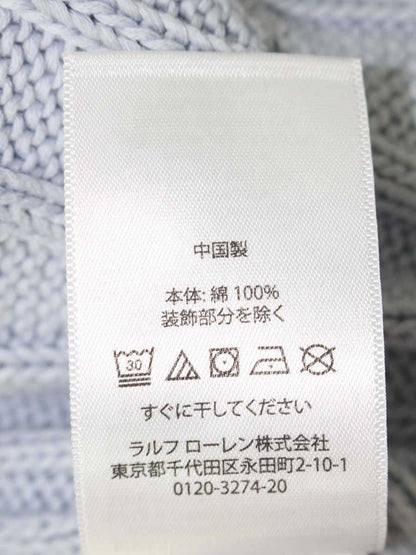 中国製
本体: 綿 100%
装飾部分を除く
30
すぐに干してください
ラルフ ローレン株式会社
東京都千代田区永田町2-10-1
0120-3274-20